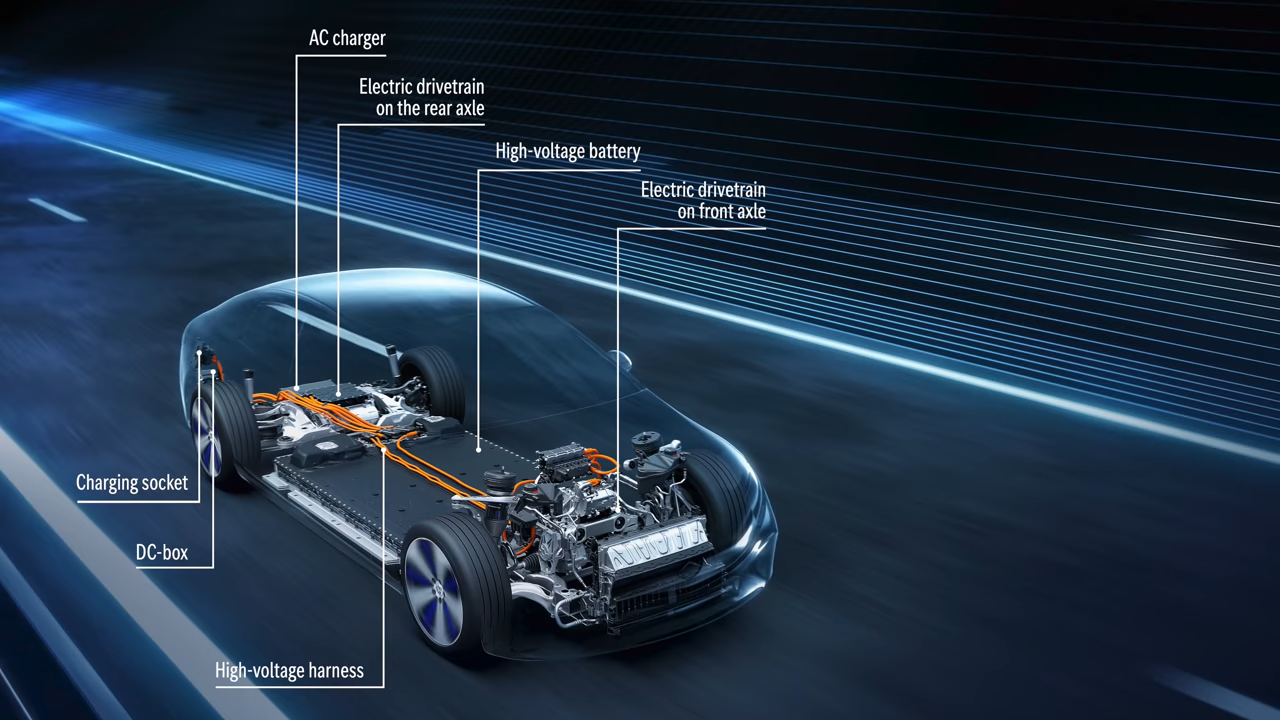 AC charger
Electric drivetrain
on the rear axle
High-voltage battery
Electric drivetrain
on front axle
Charging socket
DC-box
High-voltage harness